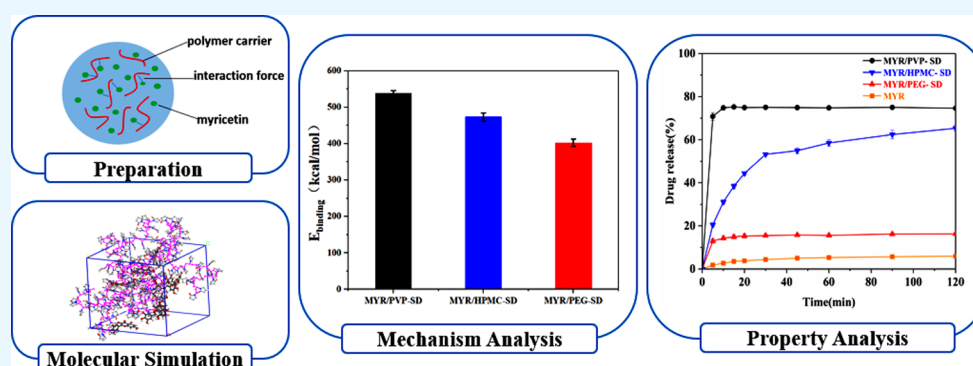 polymer carrier
interaction force
myricetin
Preparation
Molecular Simulation
600
500
400
300
200
100
0
E_binding (kcal/mol)
MYR/PVP-SD
MYR/HPMC-SD
MYR/PEG-SD
Mechanism Analysis
100
80
60
40
20
0
Drug release(%)
MYR/PVP- SD
MYR/HPMC- SD
MYR/PEG- SD
MYR
0
20
40
60
80
100
120
Time(min)
Property Analysis